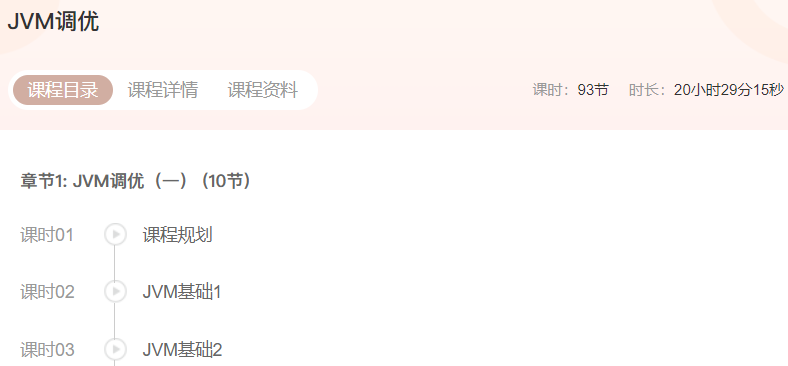 JVM调优
课程目录 课程详情 课程资料 课时：93节 时长：20小时29分15秒
章节1: JVM调优（一）(10节)
课时01 课程规划
课时02 JVM基础1
课时03 JVM基础2